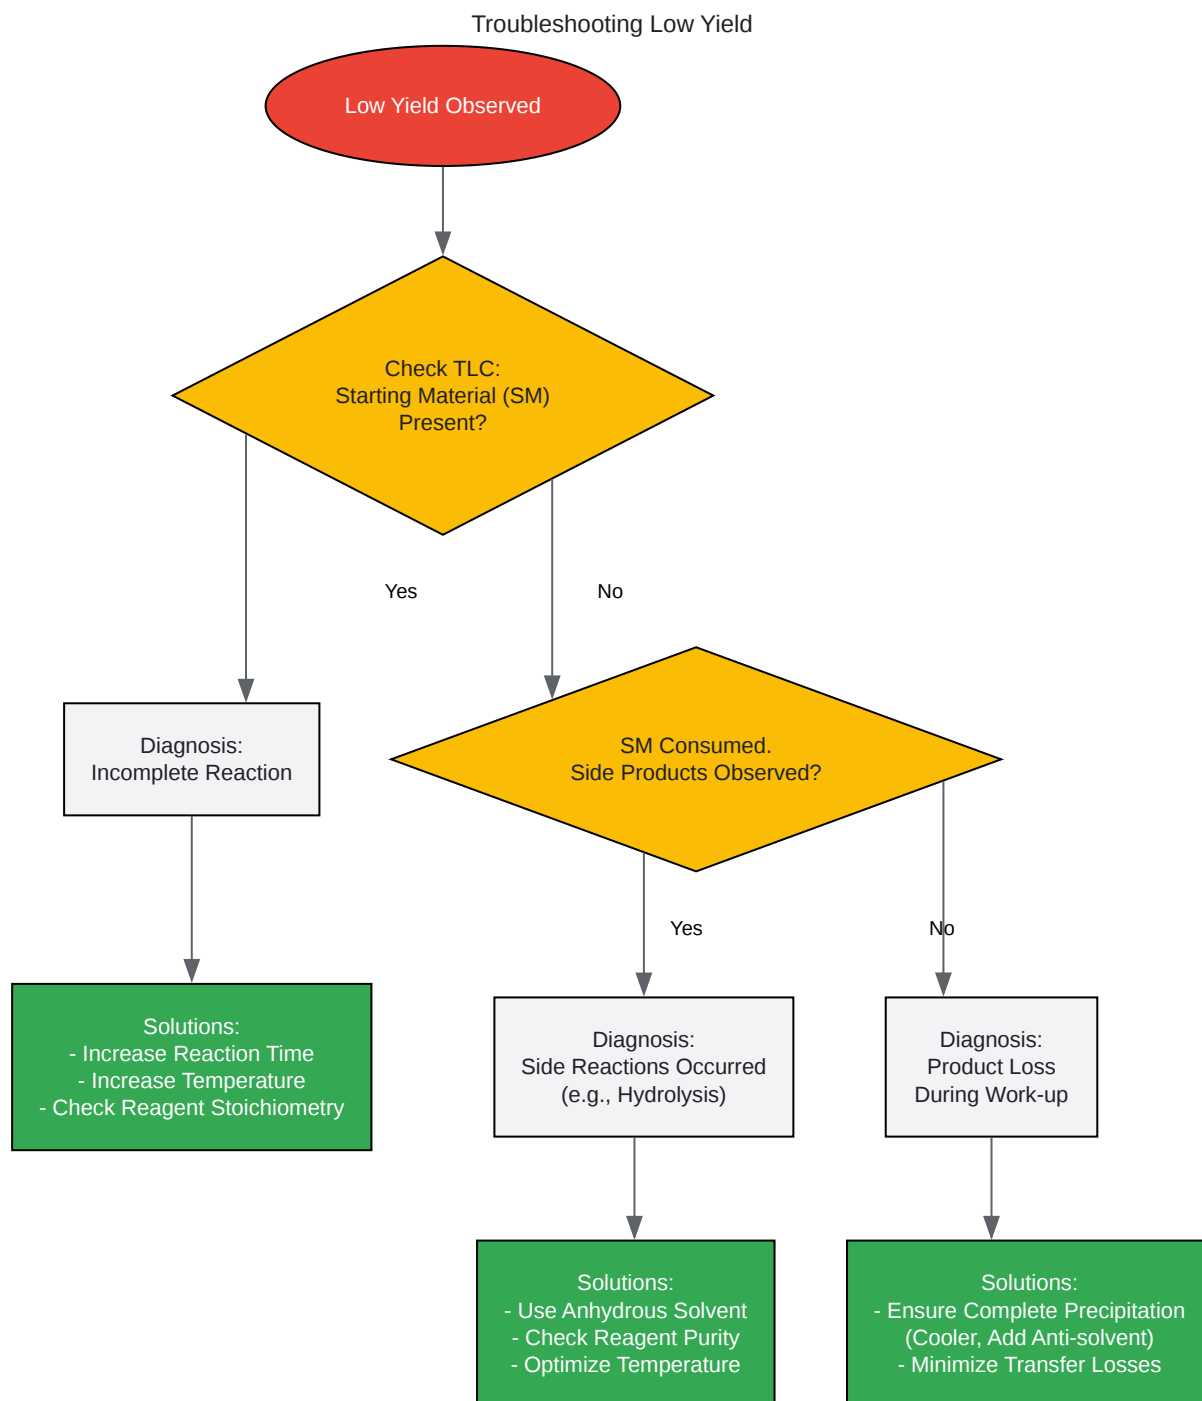 Troubleshooting Low Yield
Low Yield Observed
Check TLC:
Starting Material (SM)
Present?
Yes
No
Diagnosis:
Incomplete Reaction
SM Consumed.
Side Products Observed?
Yes
No
Solutions:
- Increase Reaction Time
- Increase Temperature
- Check Reagent Stoichiometry
Diagnosis:
Side Reactions Occurred
(e.g., Hydrolysis)
Diagnosis:
Product Loss
During Work-up
Solutions:
- Use Anhydrous Solvent
- Check Reagent Purity
- Optimize Temperature
Solutions:
- Ensure Complete Precipitation
(Cooler, Add Anti-solvent)
- Minimize Transfer Losses